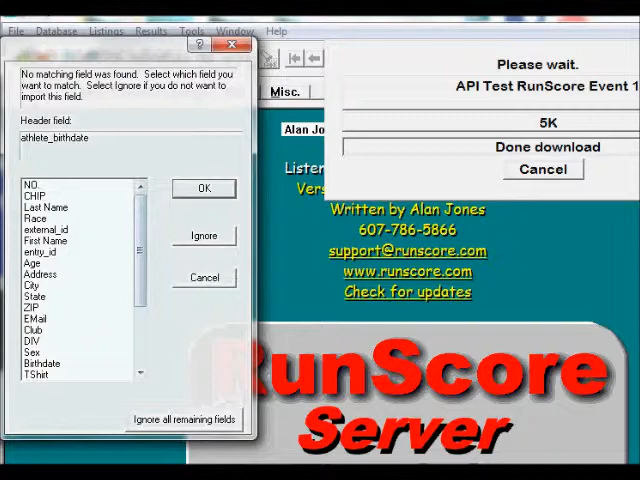 File Database Listings Results Tools Window Help
?
No matching field was found. Select which field you
want to match. Select Ignore if you do not want to
import this field.
Header field:
athlete_birthdate
NO.
CHIP
Last Name
Race
external_id
First Name
entry_id
Age
Address
City
State
ZIP
EMail
Club
DIV
Sex
Birthdate
TShirt
OK
Ignore
Cancel
Ignore all remaining fields
Misc.
Please wait.
API Test RunScore Event 1
5K
Done download
Cancel
Alan Jo
Listen
Vers
Written by Alan Jones
607-786-5866
support@runscore.com
www.runscore.com
Check for updates
RunScore
Server